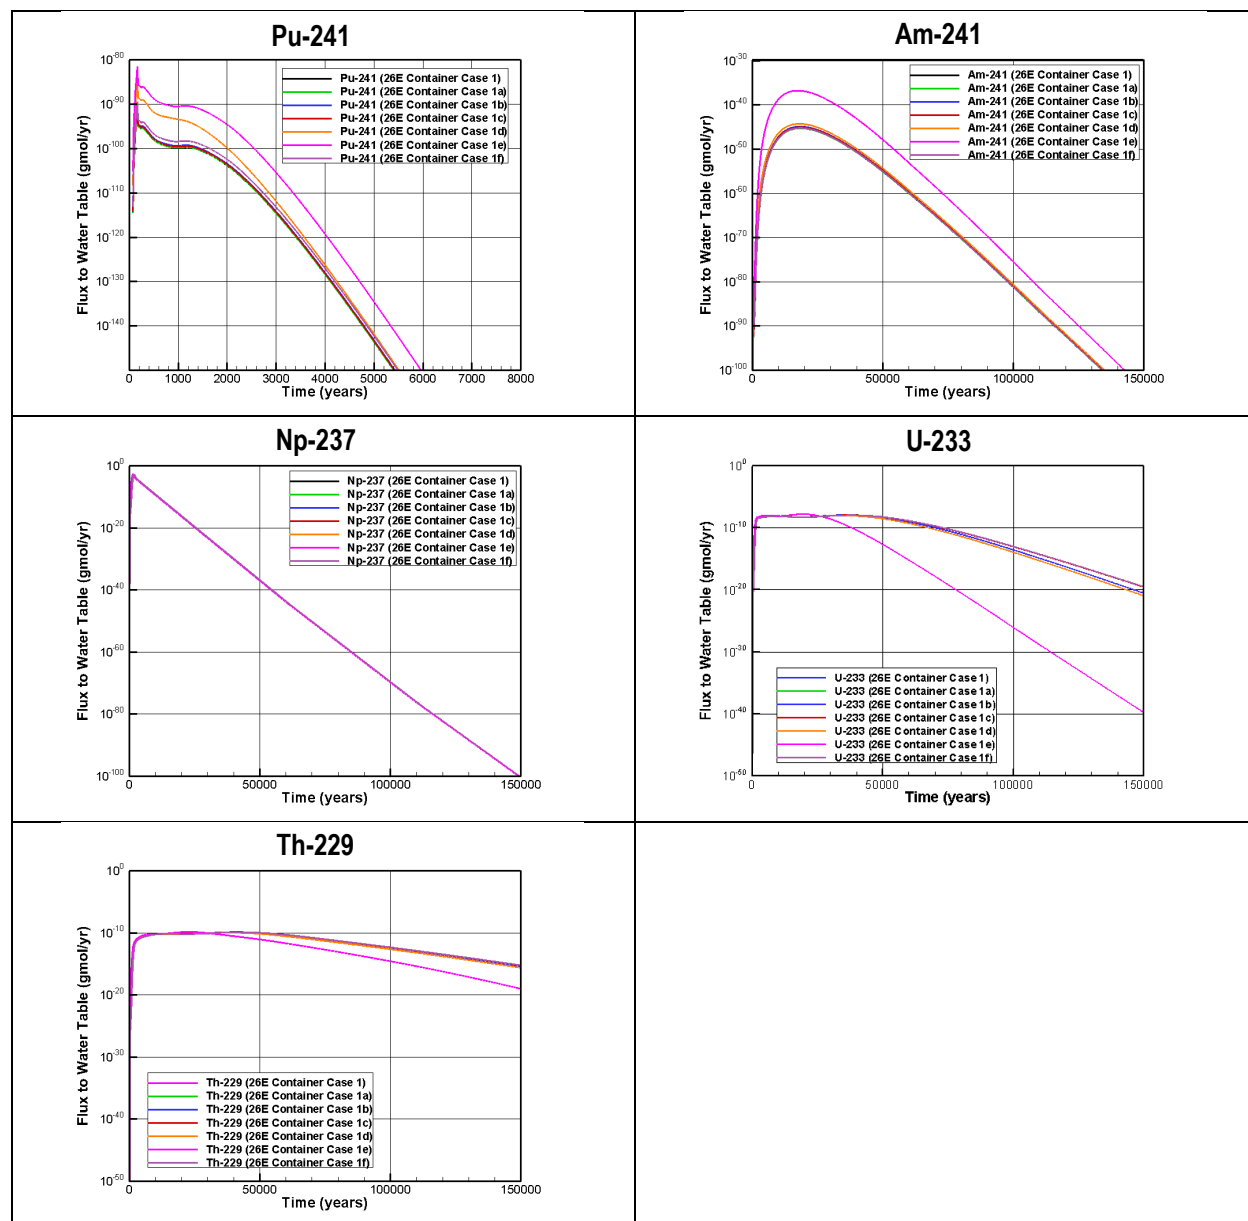 Pu-241
Flux to Water Table (gmol/yr)
10^-80
10^-90
10^-100
10^-110
10^-120
10^-130
10^-140
Pu-241 (26E Container Case 1)
Pu-241 (26E Container Case 1a)
Pu-241 (26E Container Case 1b)
Pu-241 (26E Container Case 1c)
Pu-241 (26E Container Case 1d)
Pu-241 (26E Container Case 1e)
Pu-241 (26E Container Case 1f)
0 1000 2000 3000 4000 5000 6000 7000 8000
Time (years)
Am-241
Flux to Water Table (gmol/yr)
10^-30
10^-40
10^-50
10^-60
10^-70
10^-80
10^-90
10^-100
Am-241 (26E Container Case 1)
Am-241 (26E Container Case 1a)
Am-241 (26E Container Case 1b)
Am-241 (26E Container Case 1c)
Am-241 (26E Container Case 1d)
Am-241 (26E Container Case 1e)
Am-241 (26E Container Case 1f)
0 50000 100000 150000
Time (years)
Np-237
Flux to Water Table (gmol/yr)
10^0
10^-20
10^-40
10^-60
10^-80
10^-100
Np-237 (26E Container Case 1)
Np-237 (26E Container Case 1a)
Np-237 (26E Container Case 1b)
Np-237 (26E Container Case 1c)
Np-237 (26E Container Case 1d)
Np-237 (26E Container Case 1e)
Np-237 (26E Container Case 1f)
0 50000 100000 150000
Time (years)
U-233
Flux to Water Table (gmol/yr)
10^0
10^-10
10^-20
10^-30
10^-40
10^-50
U-233 (26E Container Case 1)
U-233 (26E Container Case 1a)
U-233 (26E Container Case 1b)
U-233 (26E Container Case 1c)
U-233 (26E Container Case 1d)
U-233 (26E Container Case 1e)
U-233 (26E Container Case 1f)
0 50000 100000 150000
Time (years)
Th-229
Flux to Water Table (gmol/yr)
10^0
10^-10
10^-20
10^-30
10^-40
10^-50
Th-229 (26E Container Case 1)
Th-229 (26E Container Case 1a)
Th-229 (26E Container Case 1b)
Th-229 (26E Container Case 1c)
Th-229 (26E Container Case 1d)
Th-229 (26E Container Case 1e)
Th-229 (26E Container Case 1f)
0 50000 100000 150000
Time (years)